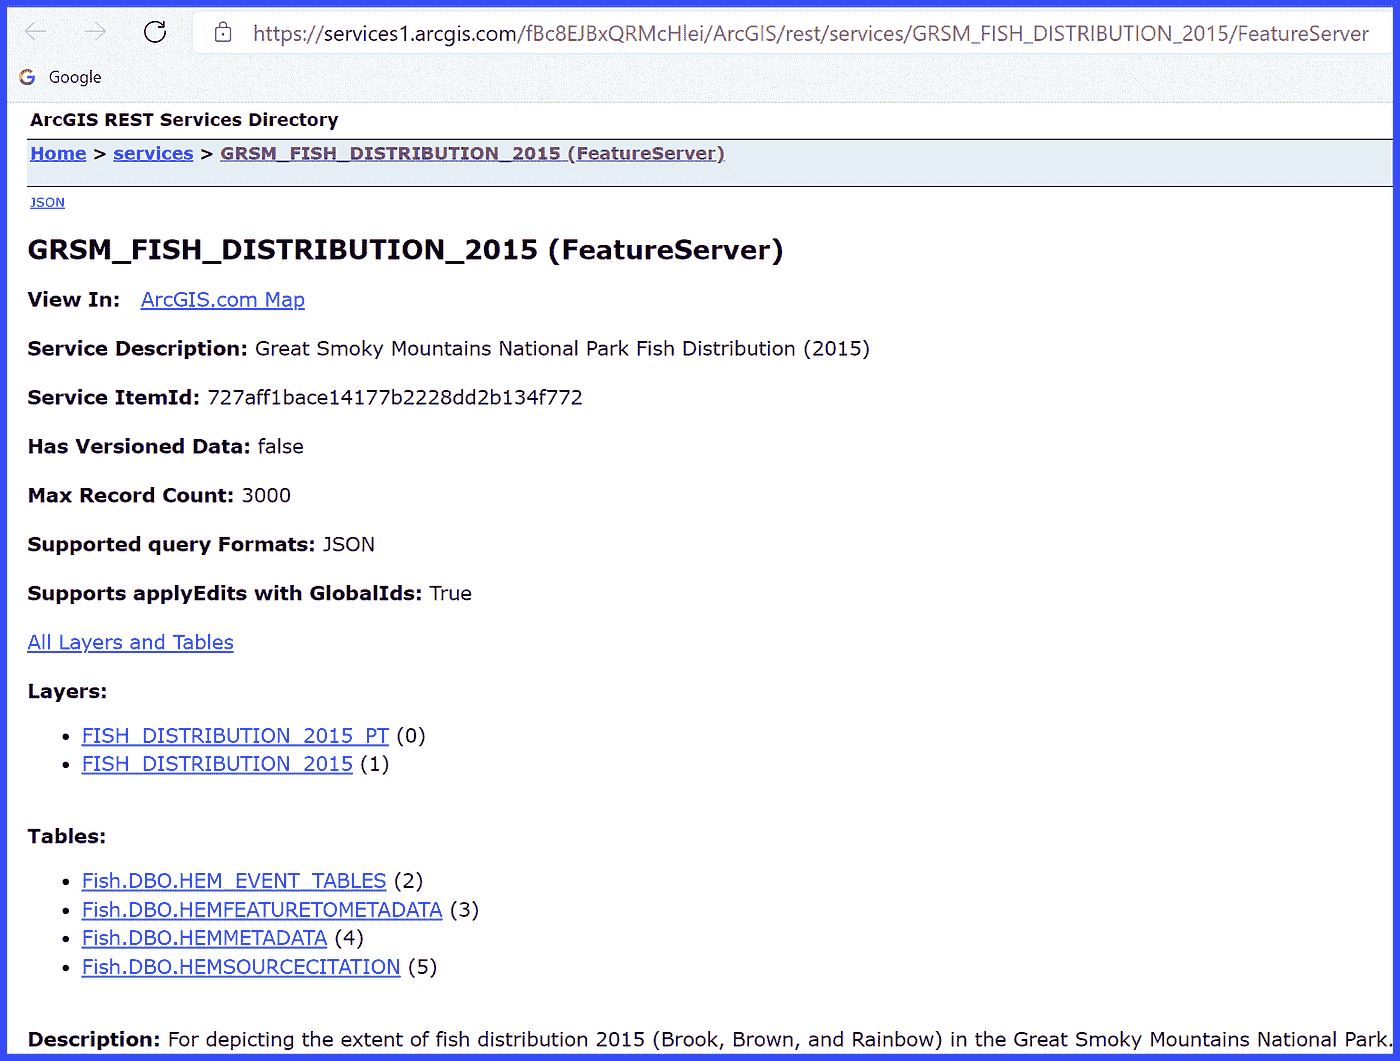 https://services1.arcgis.com/fBc8EJBxQRMcHlei/ArcGIS/rest/services/GRSM_FISH_DISTRIBUTION_2015/FeatureServer
Google
ArcGIS REST Services Directory
Home > services > GRSM_FISH_DISTRIBUTION_2015 (FeatureServer)
JSON
GRSM_FISH_DISTRIBUTION_2015 (FeatureServer)
View In: ArcGIS.com Map
Service Description: Great Smoky Mountains National Park Fish Distribution (2015)
Service ItemId: 727aff1bace14177b2228dd2b134f772
Has Versioned Data: false
Max Record Count: 3000
Supported query Formats: JSON
Supports applyEdits with GlobalIds: True
All Layers and Tables
Layers:
• FISH_DISTRIBUTION_2015_PT (0)
• FISH_DISTRIBUTION_2015 (1)
Tables:
• Fish.DBO.HEM_EVENT_TABLES (2)
• Fish.DBO.HEMFEATURETOMETADATA (3)
• Fish.DBO.HEMMETADATA (4)
• Fish.DBO.HEMSOURCECITATION (5)
Description: For depicting the extent of fish distribution 2015 (Brook, Brown, and Rainbow) in the Great Smoky Mountains National Park.